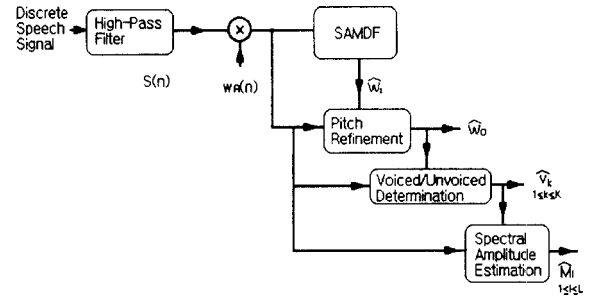 Discrete
Speech
Signal
High-Pass
Filter
×
SAMDF
S(n)
wR(n)
Ŵ₁
Pitch
Refinement
Ŵ₀
Voiced/Unvoiced
Determination
V̂k
1≤k≤K
Spectral
Amplitude
Estimation
M̂l
1≤l≤L